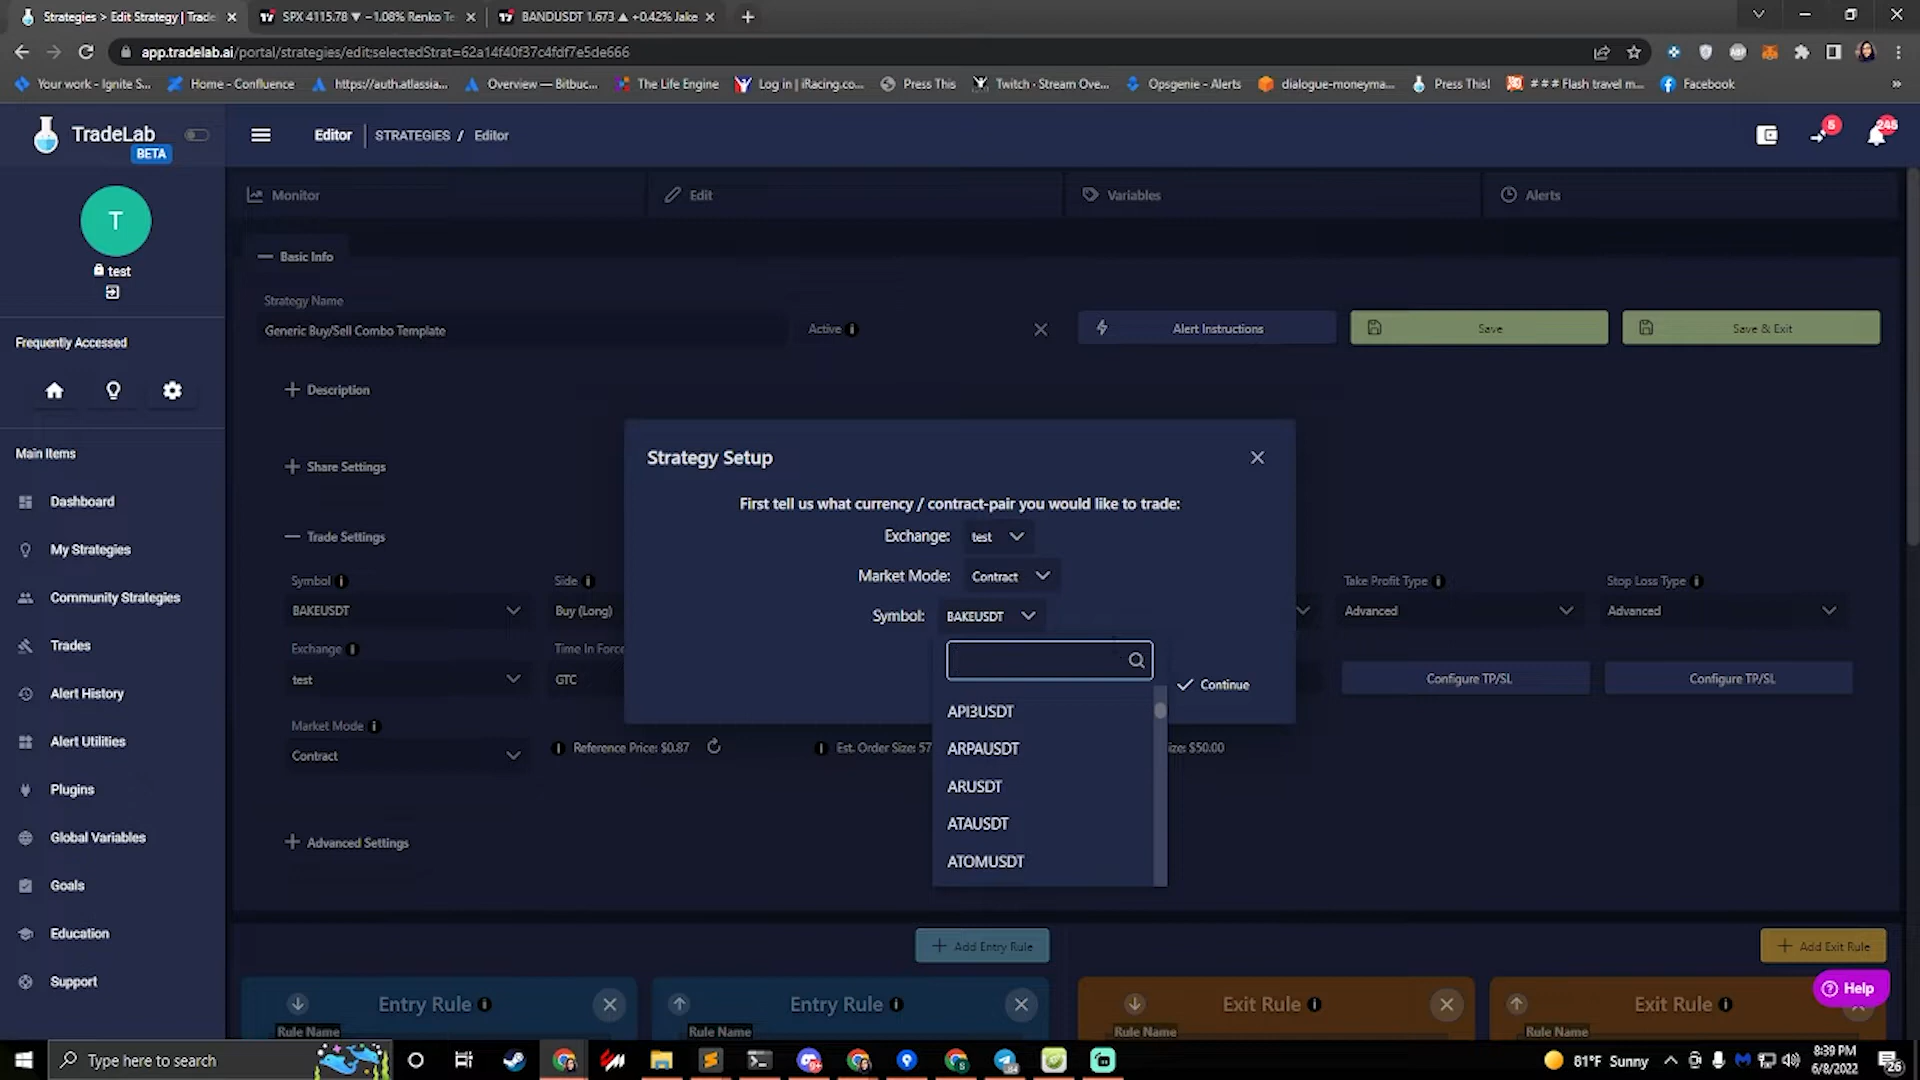 Strategies > Edit Strategy | Trade
SPX 4115.78 ▼ −1.08% Renko Te
BANDUSDT 1.673 ▲ +0.42% Jake
app.tradelab.ai/portal/strategies/edit;selectedStrat=62a14f40f37c4fdf7e5de666
Your work - Ignite S...
Home - Confluence
https://auth.atlassia...
Overview — Bitbuc...
The Life Engine
Log in | iRacing.co...
Press This
Twitch · Stream Ove...
Opsgenie - Alerts
dialogue-moneyma...
Press This!
# # # Flash travel m...
Facebook
TradeLab
BETA
Editor
STRATEGIES / Editor
5
245
T
test
Frequently Accessed
Main Items
Dashboard
My Strategies
Community Strategies
Trades
Alert History
Alert Utilities
Plugins
Global Variables
Goals
Education
Support
Monitor
Edit
Variables
Alerts
Basic Info
Strategy Name
Generic Buy/Sell Combo Template
Active
Alert Instructions
Save
Save & Exit
Description
Share Settings
Trade Settings
Symbol
BAKEUSDT
Side
Buy (Long)
Take Profit Type
Advanced
Stop Loss Type
Advanced
Exchange
test
Time In Force
GTC
Configure TP/SL
Configure TP/SL
Market Mode
Contract
Reference Price: $0.87
Est. Order Size: 57
ize: $50.00
Advanced Settings
Strategy Setup
First tell us what currency / contract-pair you would like to trade:
Exchange: test
Market Mode: Contract
Symbol: BAKEUSDT
Continue
API3USDT
ARPAUSDT
ARUSDT
ATAUSDT
ATOMUSDT
Add Entry Rule
Add Exit Rule
Entry Rule
Rule Name
Entry Rule
Rule Name
Exit Rule
Rule Name
Exit Rule
Rule Name
Help
Type here to search
81°F Sunny
8:39 PM
6/8/2022
26